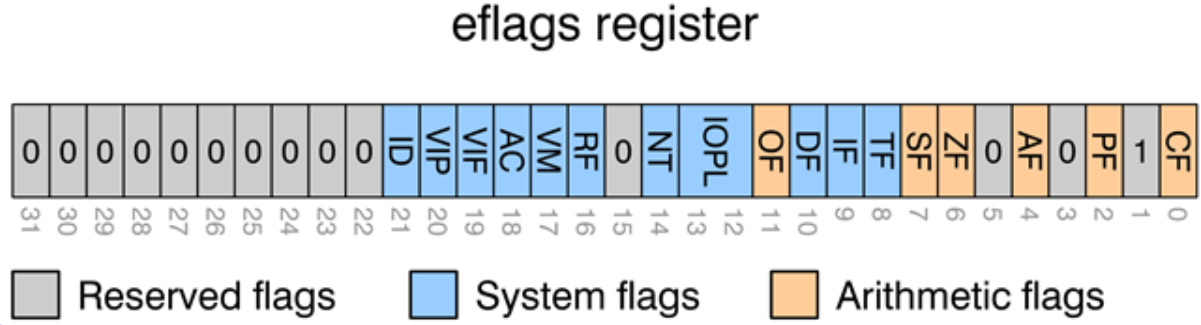 eflags register
0 0 0 0 0 0 0 0 0 0 ID VIP VIF AC VM RF 0 NT IOPL OF DF IF TF SF ZF 0 AF 0 PF 1 CF
31 30 29 28 27 26 25 24 23 22 21 20 19 18 17 16 15 14 13 12 11 10 9 8 7 6 5 4 3 2 1 0
Reserved flags System flags Arithmetic flags